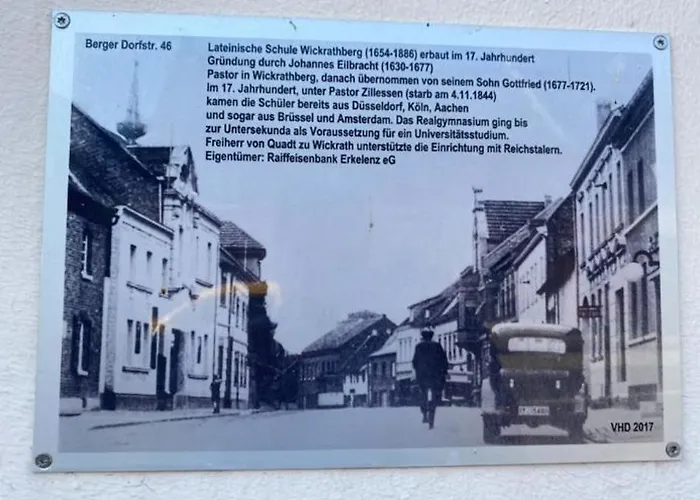 Berger Dorfstr. 46
Lateinische Schule Wickrathberg (1654-1886) erbaut im 17. Jahrhundert
Gründung durch Johannes Eilbracht (1630-1677)
Pastor in Wickrathberg, danach übernommen von seinem Sohn Gottfried (1677-1721).
Im 17. Jahrhundert, unter Pastor Zillessen (starb am 4.11.1844)
kamen die Schüler bereits aus Düsseldorf, Köln, Aachen
und sogar aus Brüssel und Amsterdam. Das Realgymnasium ging bis
zur Untersekunda als Voraussetzung für ein Universitätsstudium.
Freiherr von Quadt zu Wickrath unterstützte die Einrichtung mit Reichstalern.
Eigentümer: Raiffeisenbank Erkelenz eG
VHD 2017